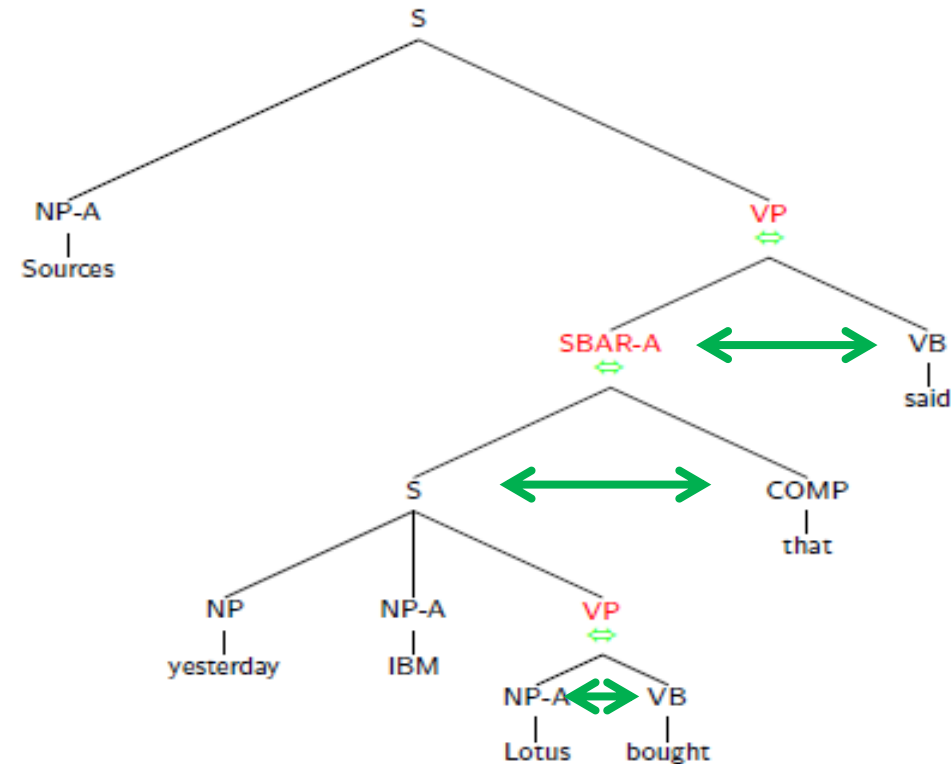 S
NP-A VP
⇔
Sources
SBAR-A VB
⇔
said
S COMP
that
NP NP-A VP
⇔
yesterday IBM
NP-A VB
Lotus bought